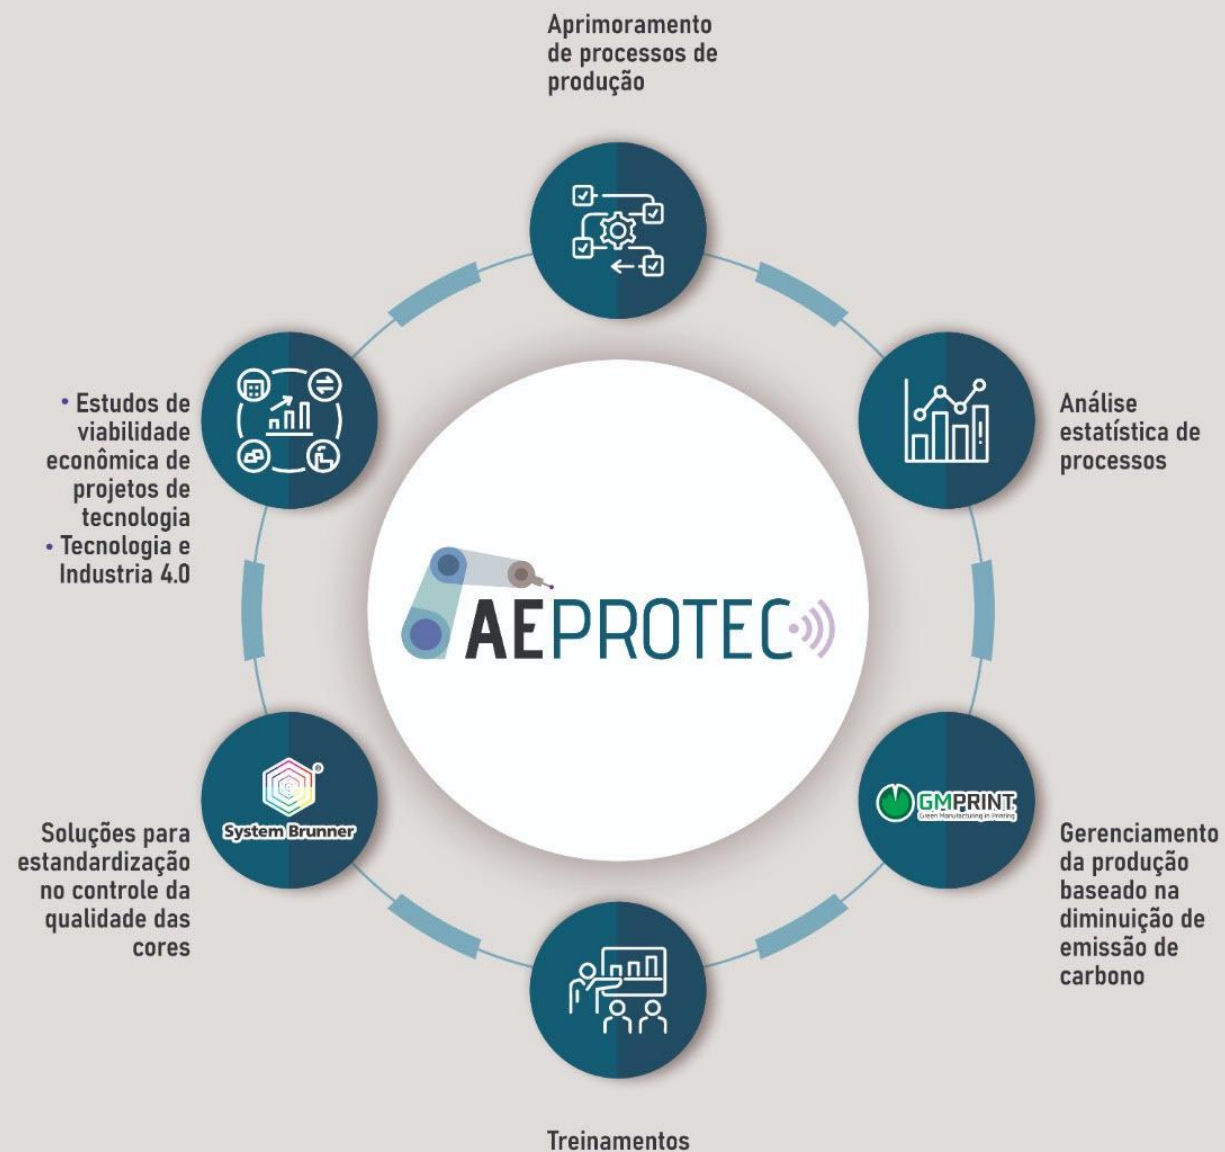 Aprimoramento
de processos de
produção
Análise
estatística de
processos
• Estudos de
viabilidade
econômica de
projetos de
tecnologia
• Tecnologia e
Industria 4.0
AEPROTEC
System Brunner
®
GMPRINT
Green Manufacturing in Printing
Soluções para
estandardização
no controle da
qualidade das
cores
Gerenciamento
da produção
baseado na
diminuição de
emissão de
carbono
Treinamentos